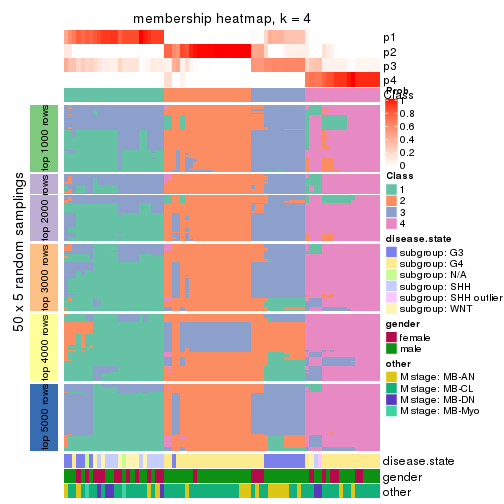 membership heatmap, k = 4
p1
p2
p3
p4
Prob
1
0.8
0.6
0.4
0.2
0
Class
Class
1
2
3
4
disease.state
subgroup: G3
subgroup: G4
subgroup: N/A
subgroup: SHH
subgroup: SHH outlier
subgroup: WNT
gender
female
male
other
M stage: MB-AN
M stage: MB-CL
M stage: MB-DN
M stage: MB-Myo
50 x 5 random samplings
top 1000 rows
top 2000 rows
top 3000 rows
top 4000 rows
top 5000 rows
disease.state
gender
other